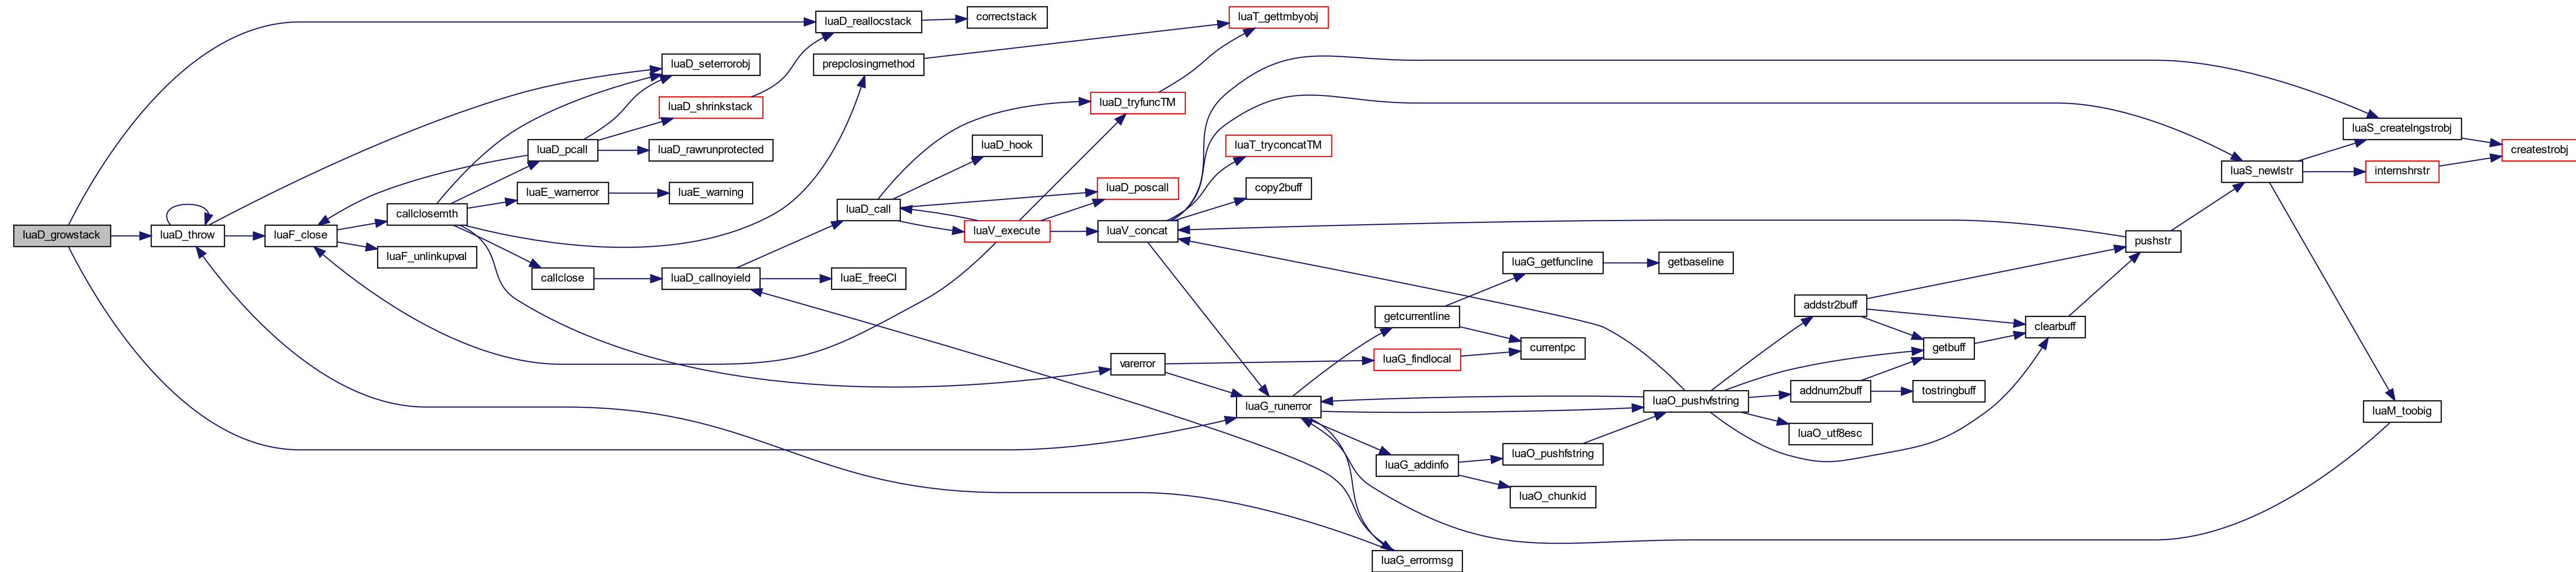 luaD_growstack
luaD_throw
luaF_close
callclosemth
luaF_unlinkupval
luaD_pcall
luaE_warnerror
callclose
luaD_seterrorobj
luaD_shrinkstack
luaD_rawrunprotected
luaE_warning
luaD_callnoyield
luaD_reallocstack
prepclosingmethod
luaD_call
luaE_freeCI
correctstack
luaD_hook
luaV_execute
luaD_tryfuncTM
luaD_poscall
luaV_concat
varerror
luaT_gettmbyobj
luaT_tryconcatTM
copy2buff
luaG_runerror
getcurrentline
luaG_findlocal
luaG_addinfo
luaG_errormsg
luaG_getfuncline
currentpc
luaO_pushfstring
luaO_chunkid
getbaseline
luaO_pushvfstring
addstr2buff
addnum2buff
luaO_utf8esc
getbuff
tostringbuff
clearbuff
pushstr
luaS_newlstr
luaS_createlngstrobj
internshrstr
luaM_toobig
createstrobj